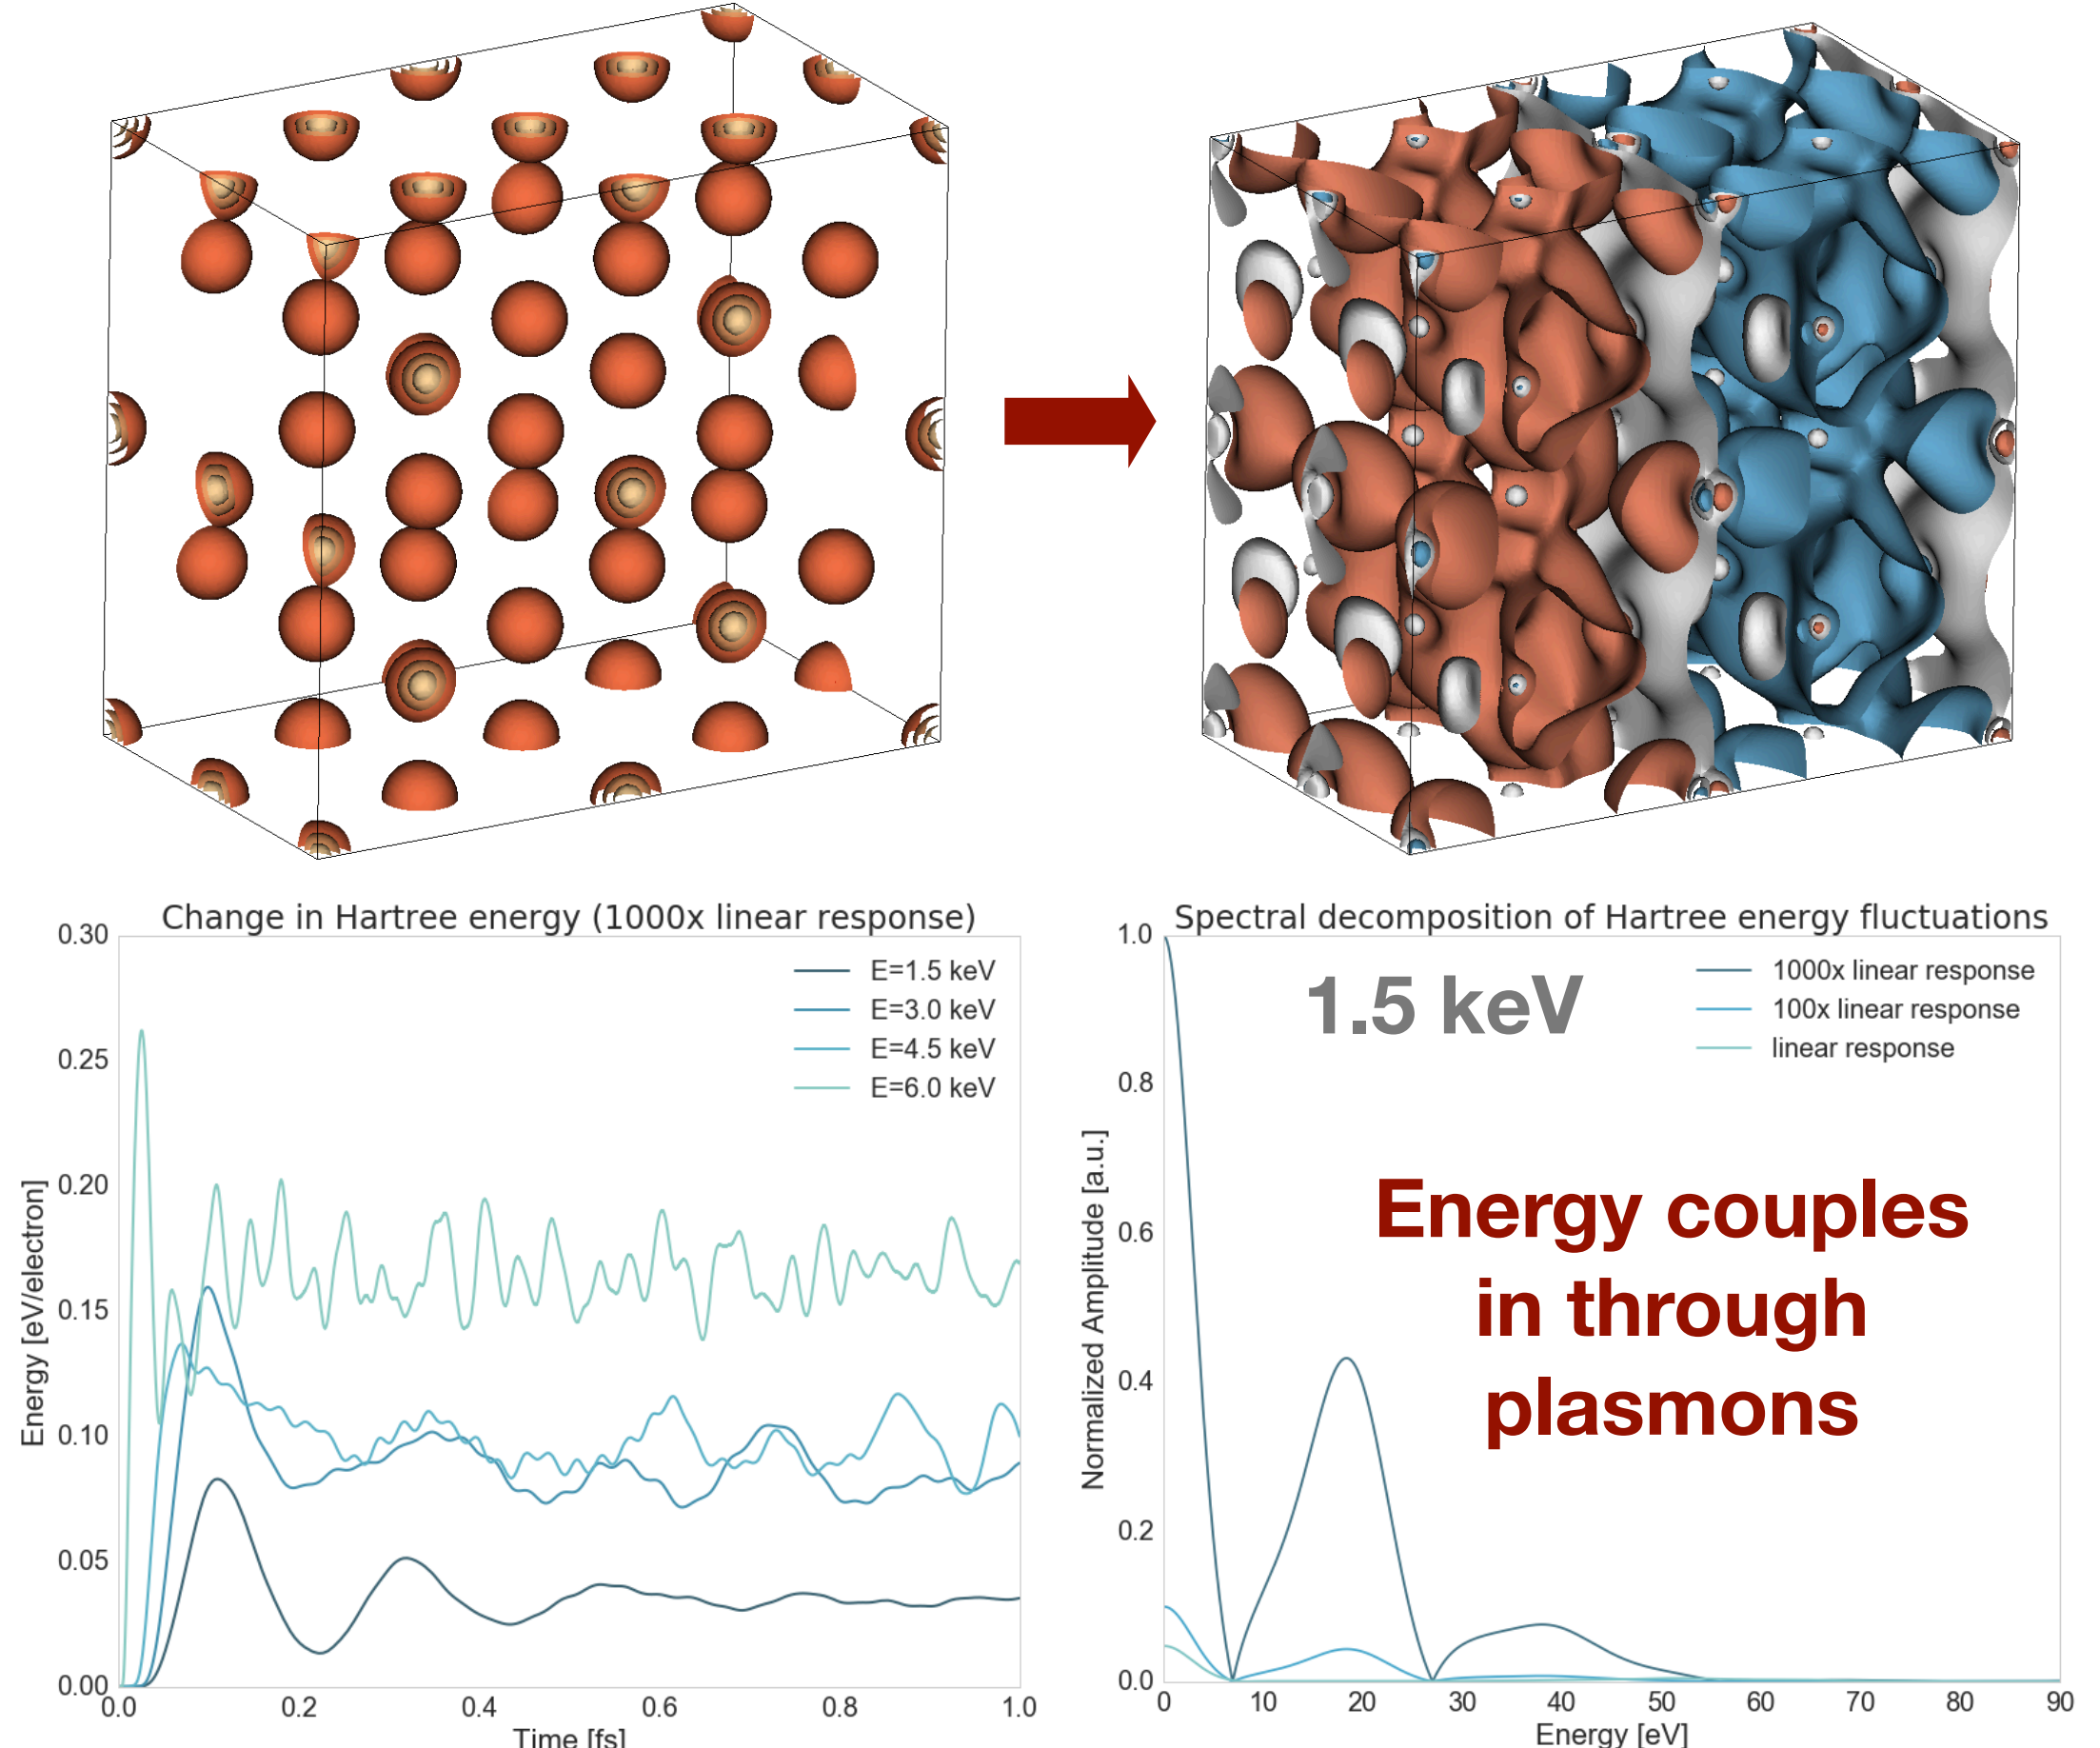 Change in Hartree energy (1000x linear response)
0.30
0.25
0.20
0.15
0.10
0.05
0.00
Energy [eV/electron]
E=1.5 keV
E=3.0 keV
E=4.5 keV
E=6.0 keV
0.0 0.2 0.4 0.6 0.8 1.0
Time [fs]
Spectral decomposition of Hartree energy fluctuations
1.0
0.8
0.6
0.4
0.2
0.0
Normalized Amplitude [a.u.]
1.5 keV
1000x linear response
100x linear response
linear response
Energy couples
in through
plasmons
0 10 20 30 40 50 60 70 80 90
Energy [eV]